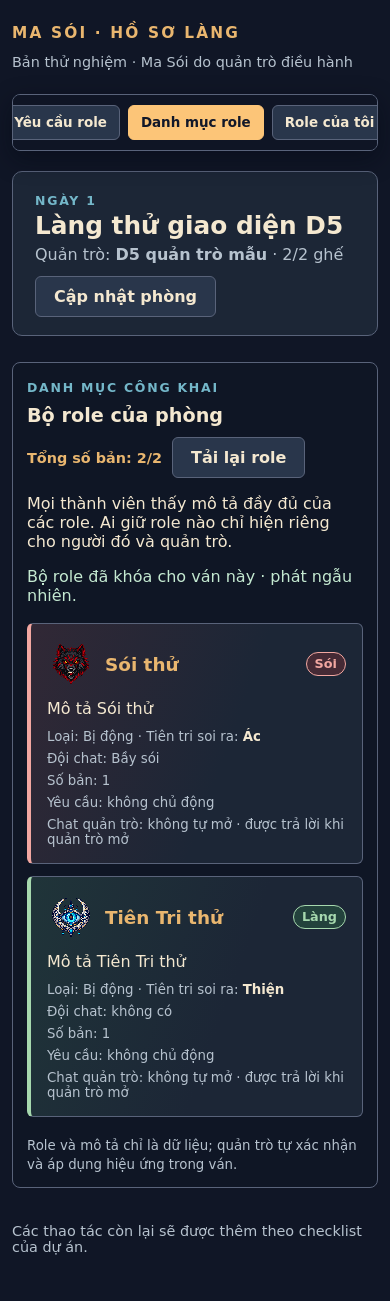 MA SÓI · HỒ SƠ LÀNG
Bản thử nghiệm · Ma Sói do quản trò điều hành
Yêu cầu role
Danh mục role
Role của tôi
NGÀY 1
Làng thử giao diện D5
Quản trò: D5 quản trò mẫu · 2/2 ghế
Cập nhật phòng
DANH MỤC CÔNG KHAI
Bộ role của phòng
Tổng số bản: 2/2
Tải lại role
Mọi thành viên thấy mô tả đầy đủ của
các role. Ai giữ role nào chỉ hiện riêng
cho người đó và quản trò.
Bộ role đã khóa cho ván này · phát ngẫu
nhiên.
Sói thử
Sói
Mô tả Sói thử
Loại: Bị động · Tiên tri soi ra: Ác
Đội chat: Bầy sói
Số bản: 1
Yêu cầu: không chủ động
Chat quản trò: không tự mở · được trả lời khi
quản trò mở
Tiên Tri thử
Làng
Mô tả Tiên Tri thử
Loại: Bị động · Tiên tri soi ra: Thiện
Đội chat: không có
Số bản: 1
Yêu cầu: không chủ động
Chat quản trò: không tự mở · được trả lời khi
quản trò mở
Role và mô tả chỉ là dữ liệu; quản trò tự xác nhận
và áp dụng hiệu ứng trong ván.
Các thao tác còn lại sẽ được thêm theo checklist
của dự án.